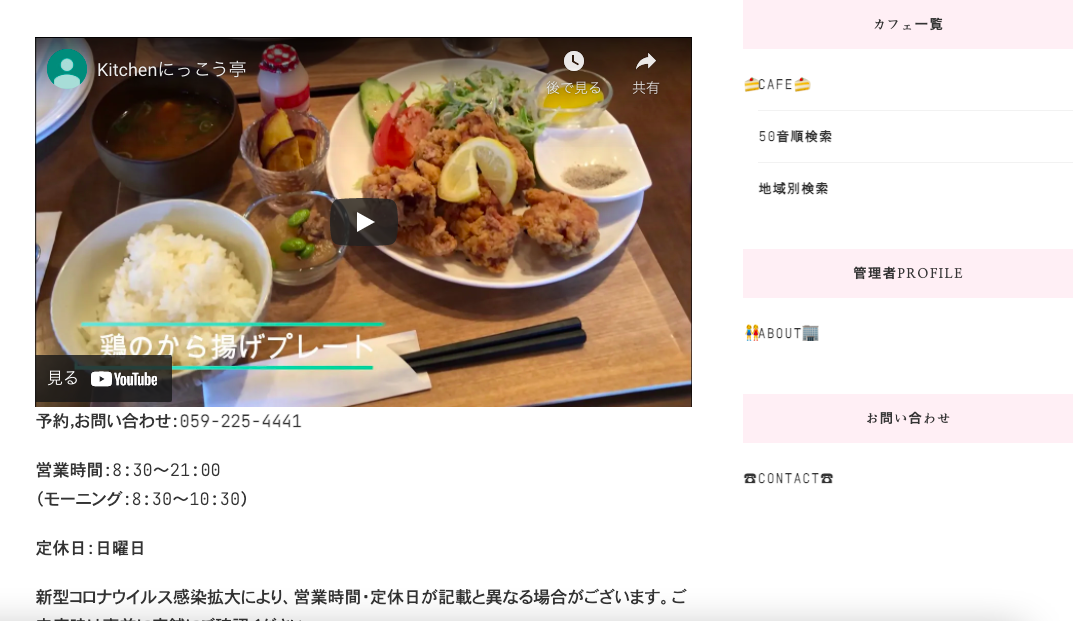 Kitchenにっこう亭
後で見る
共有
鶏のから揚げプレート
見る YouTube
予約,お問い合わせ:059-225-4441
営業時間:8:30〜21:00
(モーニング:8:30〜10:30)
定休日:日曜日
新型コロナウイルス感染拡大により、営業時間・定休日が記載と異なる場合がございます。ご
カフェ一覧
🍰CAFE🍰
50音順検索
地域別検索
管理者PROFILE
👫ABOUT🏢
お問い合わせ
☎CONTACT☎